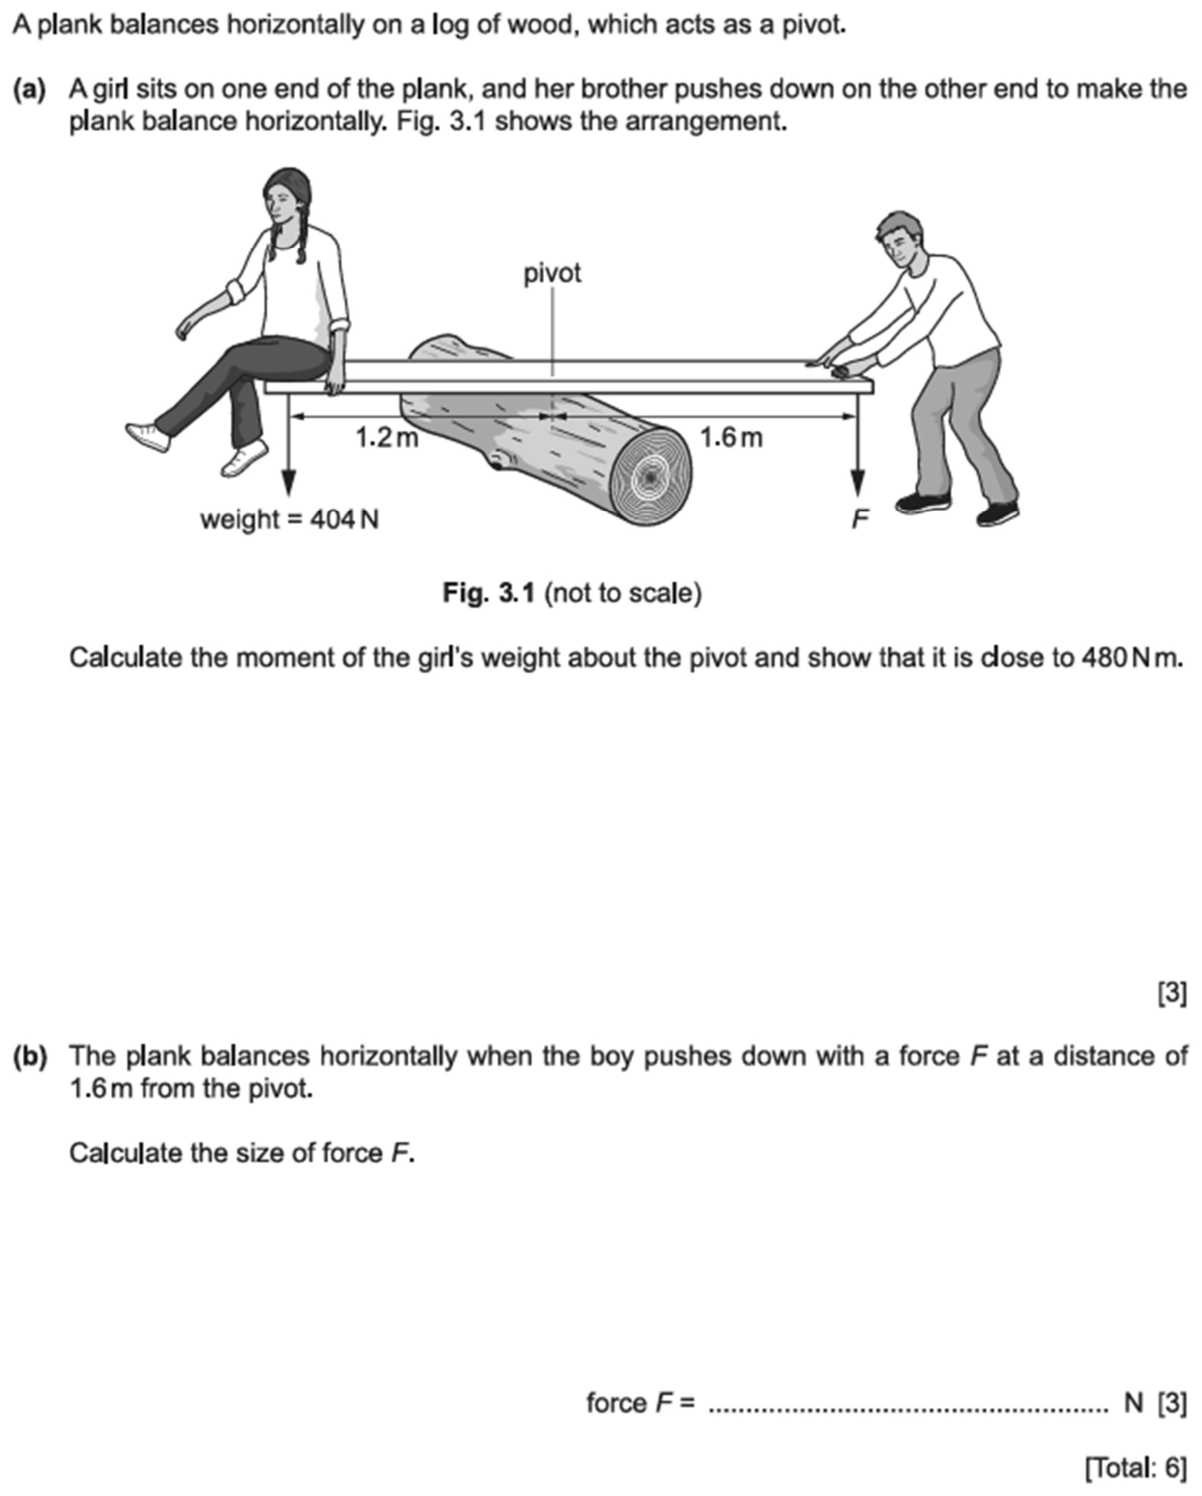 A plank balances horizontally on a log of wood, which acts as a pivot.
(a) A girl sits on one end of the plank, and her brother pushes down on the other end to make the
plank balance horizontally. Fig. 3.1 shows the arrangement.
pivot
1.2 m
1.6 m
weight = 404 N
F
Fig. 3.1 (not to scale)
Calculate the moment of the girl's weight about the pivot and show that it is close to 480 N m.
[3]
(b) The plank balances horizontally when the boy pushes down with a force F at a distance of
1.6 m from the pivot.
Calculate the size of force F.
force F = ..................................................... N [3]
[Total: 6]